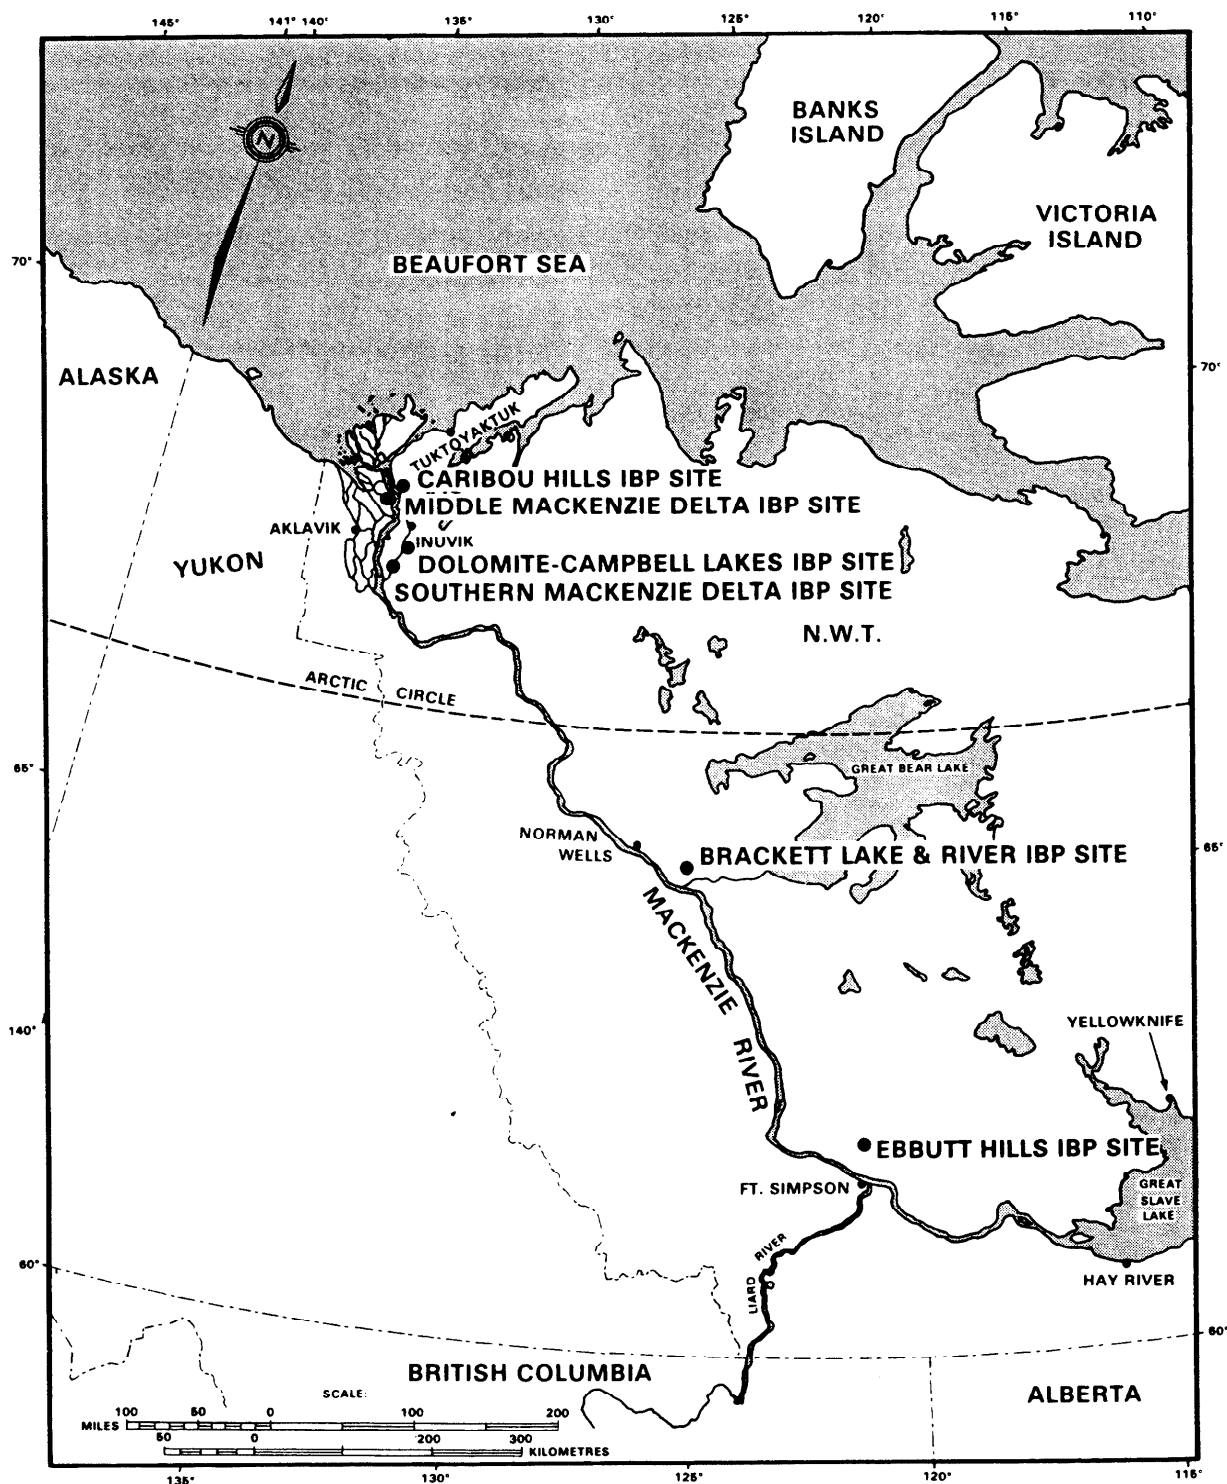 141° 140° 135° 130° 125° 120° 115° 110°
N
BANKS
ISLAND
VICTORIA
ISLAND
BEAUFORT SEA
70°
70°
ALASKA
TUKTOYAKTUK
CARIBOU HILLS IBP SITE
MIDDLE MACKENZIE DELTA IBP SITE
AKLAVIK
INUVIK
YUKON
DOLOMITE-CAMPBELL LAKES IBP SITE
SOUTHERN MACKENZIE DELTA IBP SITE
N.W.T.
ARCTIC CIRCLE
65°
GREAT BEAR LAKE
NORMAN
WELLS
BRACKETT LAKE & RIVER IBP SITE
65°
MACKENZIE
RIVER
140°
YELLOWKNIFE
EBBUTT HILLS IBP SITE
FT. SIMPSON
GREAT
SLAVE
LAKE
LIARD RIVER
60°
HAY RIVER
60°
BRITISH COLUMBIA
ALBERTA
SCALE:
100 50 0 100 200
MILES
50 0 200 300
KILOMETRES
135° 130° 125° 120° 115°